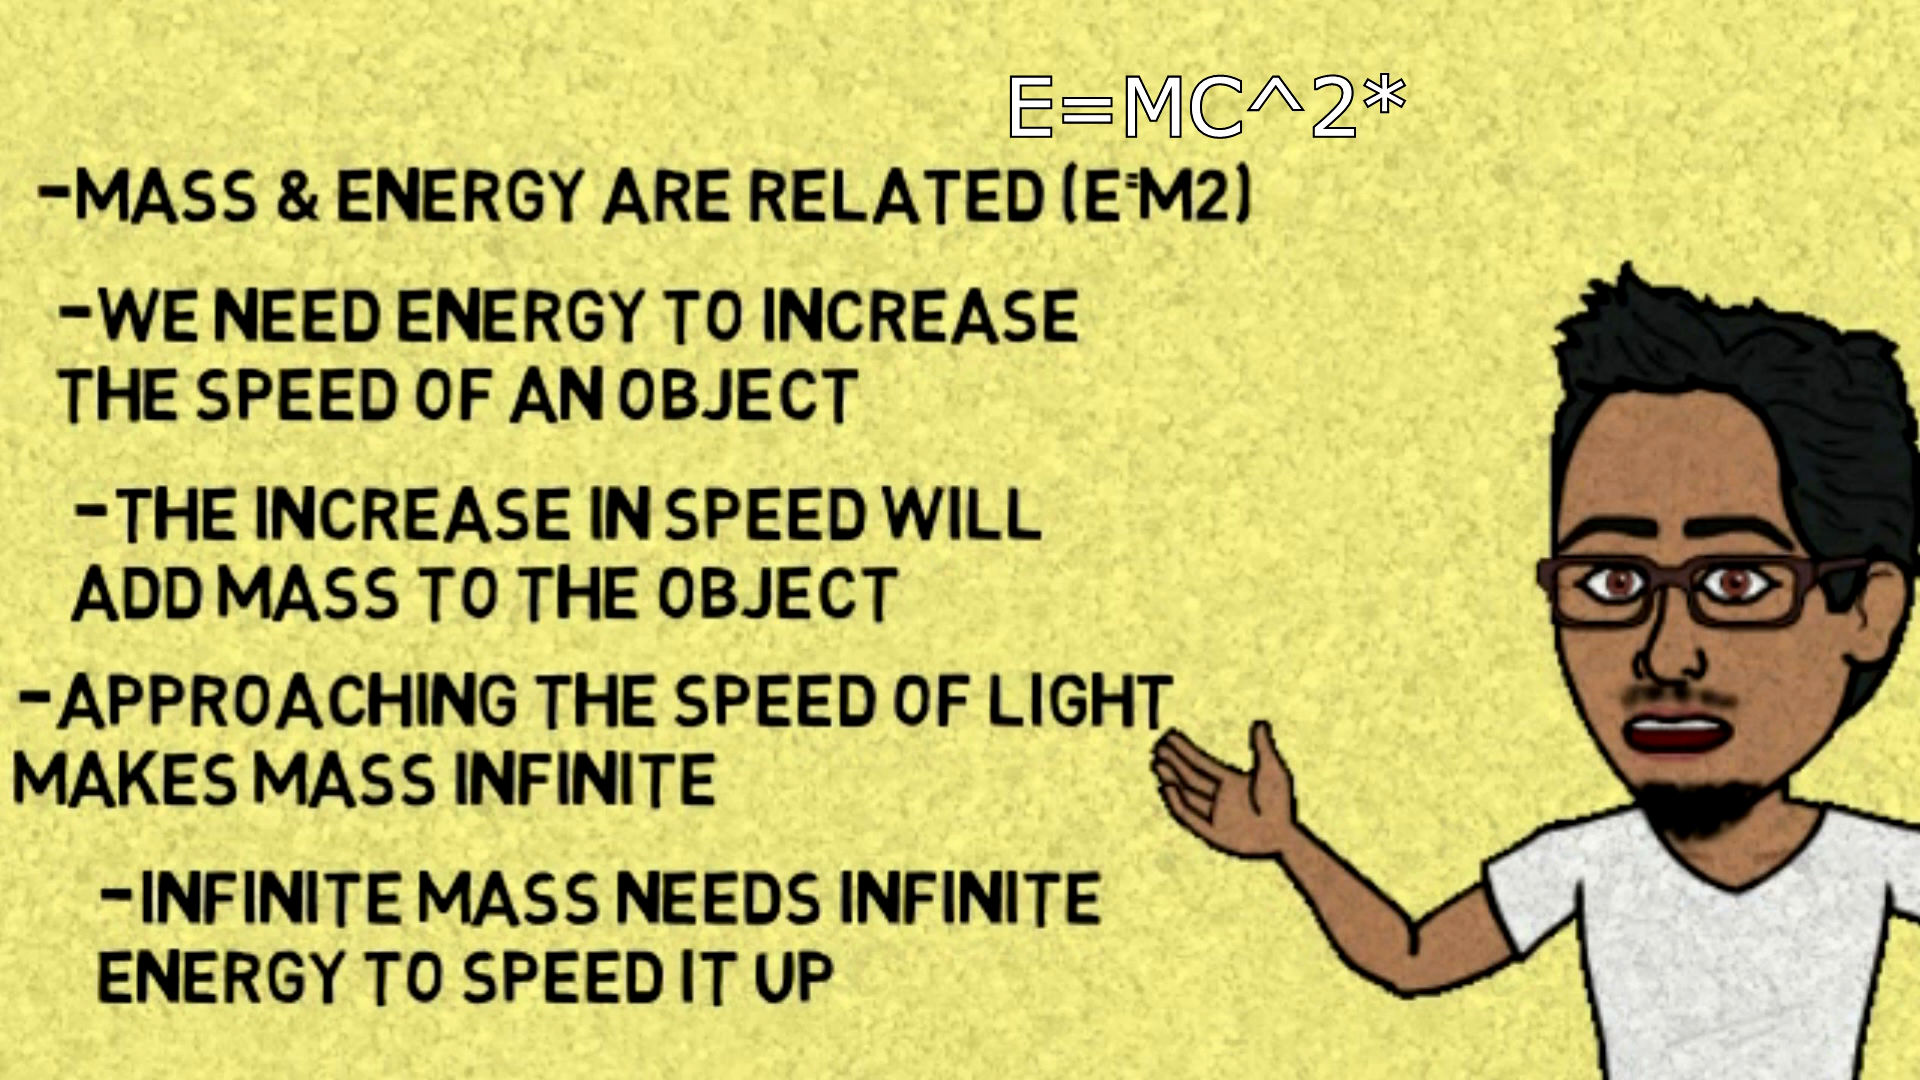 E=MC^2*
-MASS & ENERGY ARE RELATED (E=M2)
-WE NEED ENERGY TO INCREASE
THE SPEED OF AN OBJECT
-THE INCREASE IN SPEED WILL
ADD MASS TO THE OBJECT
-APPROACHING THE SPEED OF LIGHT
MAKES MASS INFINITE
-INFINITE MASS NEEDS INFINITE
ENERGY TO SPEED IT UP